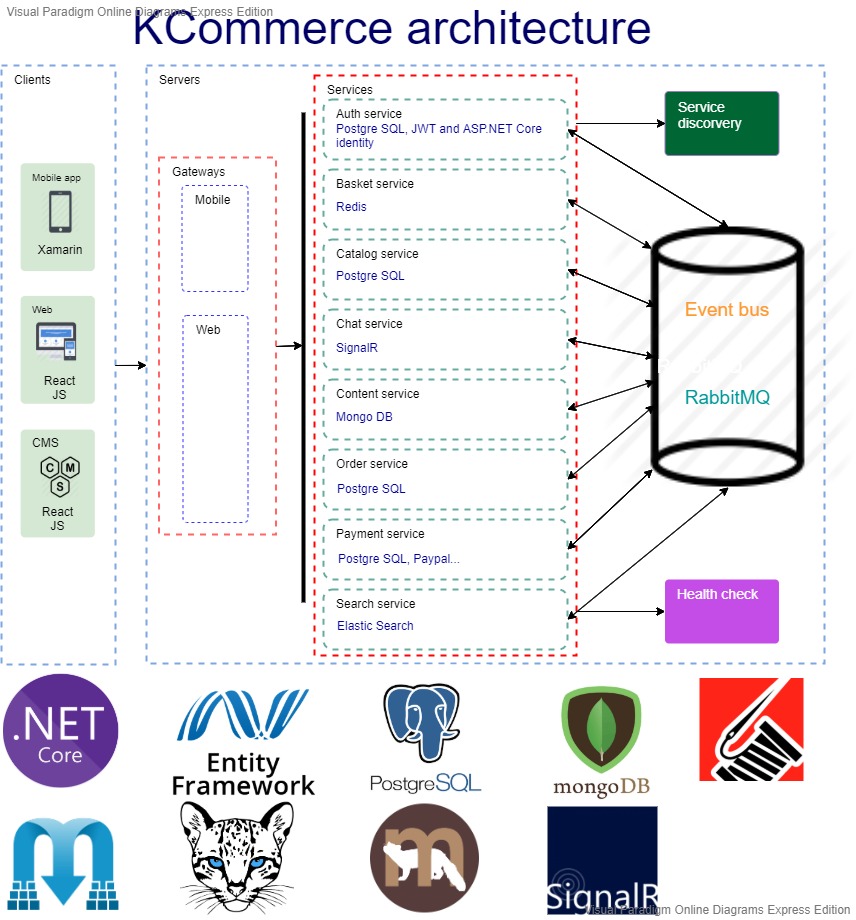 Visual Paradigm Online Diagrams Express Edition
KCommerce architecture
Clients
Mobile app
Xamarin
Web
React
JS
CMS
C M
S
React
JS
Servers
Gateways
Mobile
Web
Services
Auth service
Postgre SQL, JWT and ASP.NET Core
identity
Basket service
Redis
Catalog service
Postgre SQL
Chat service
SignalR
Content service
Mongo DB
Order service
Postgre SQL
Payment service
Postgre SQL, Paypal...
Search service
Elastic Search
Service
discorvery
Event bus
RabbitMQ
Health check
.NET
Core
Entity
Framework
PostgreSQL
mongoDB
m
SignalR
Visual Paradigm Online Diagrams Express Edition